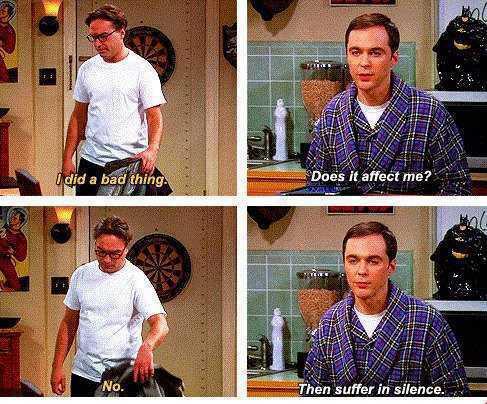 I did a bad thing.
Does it affect me?
No.
Then suffer in silence.